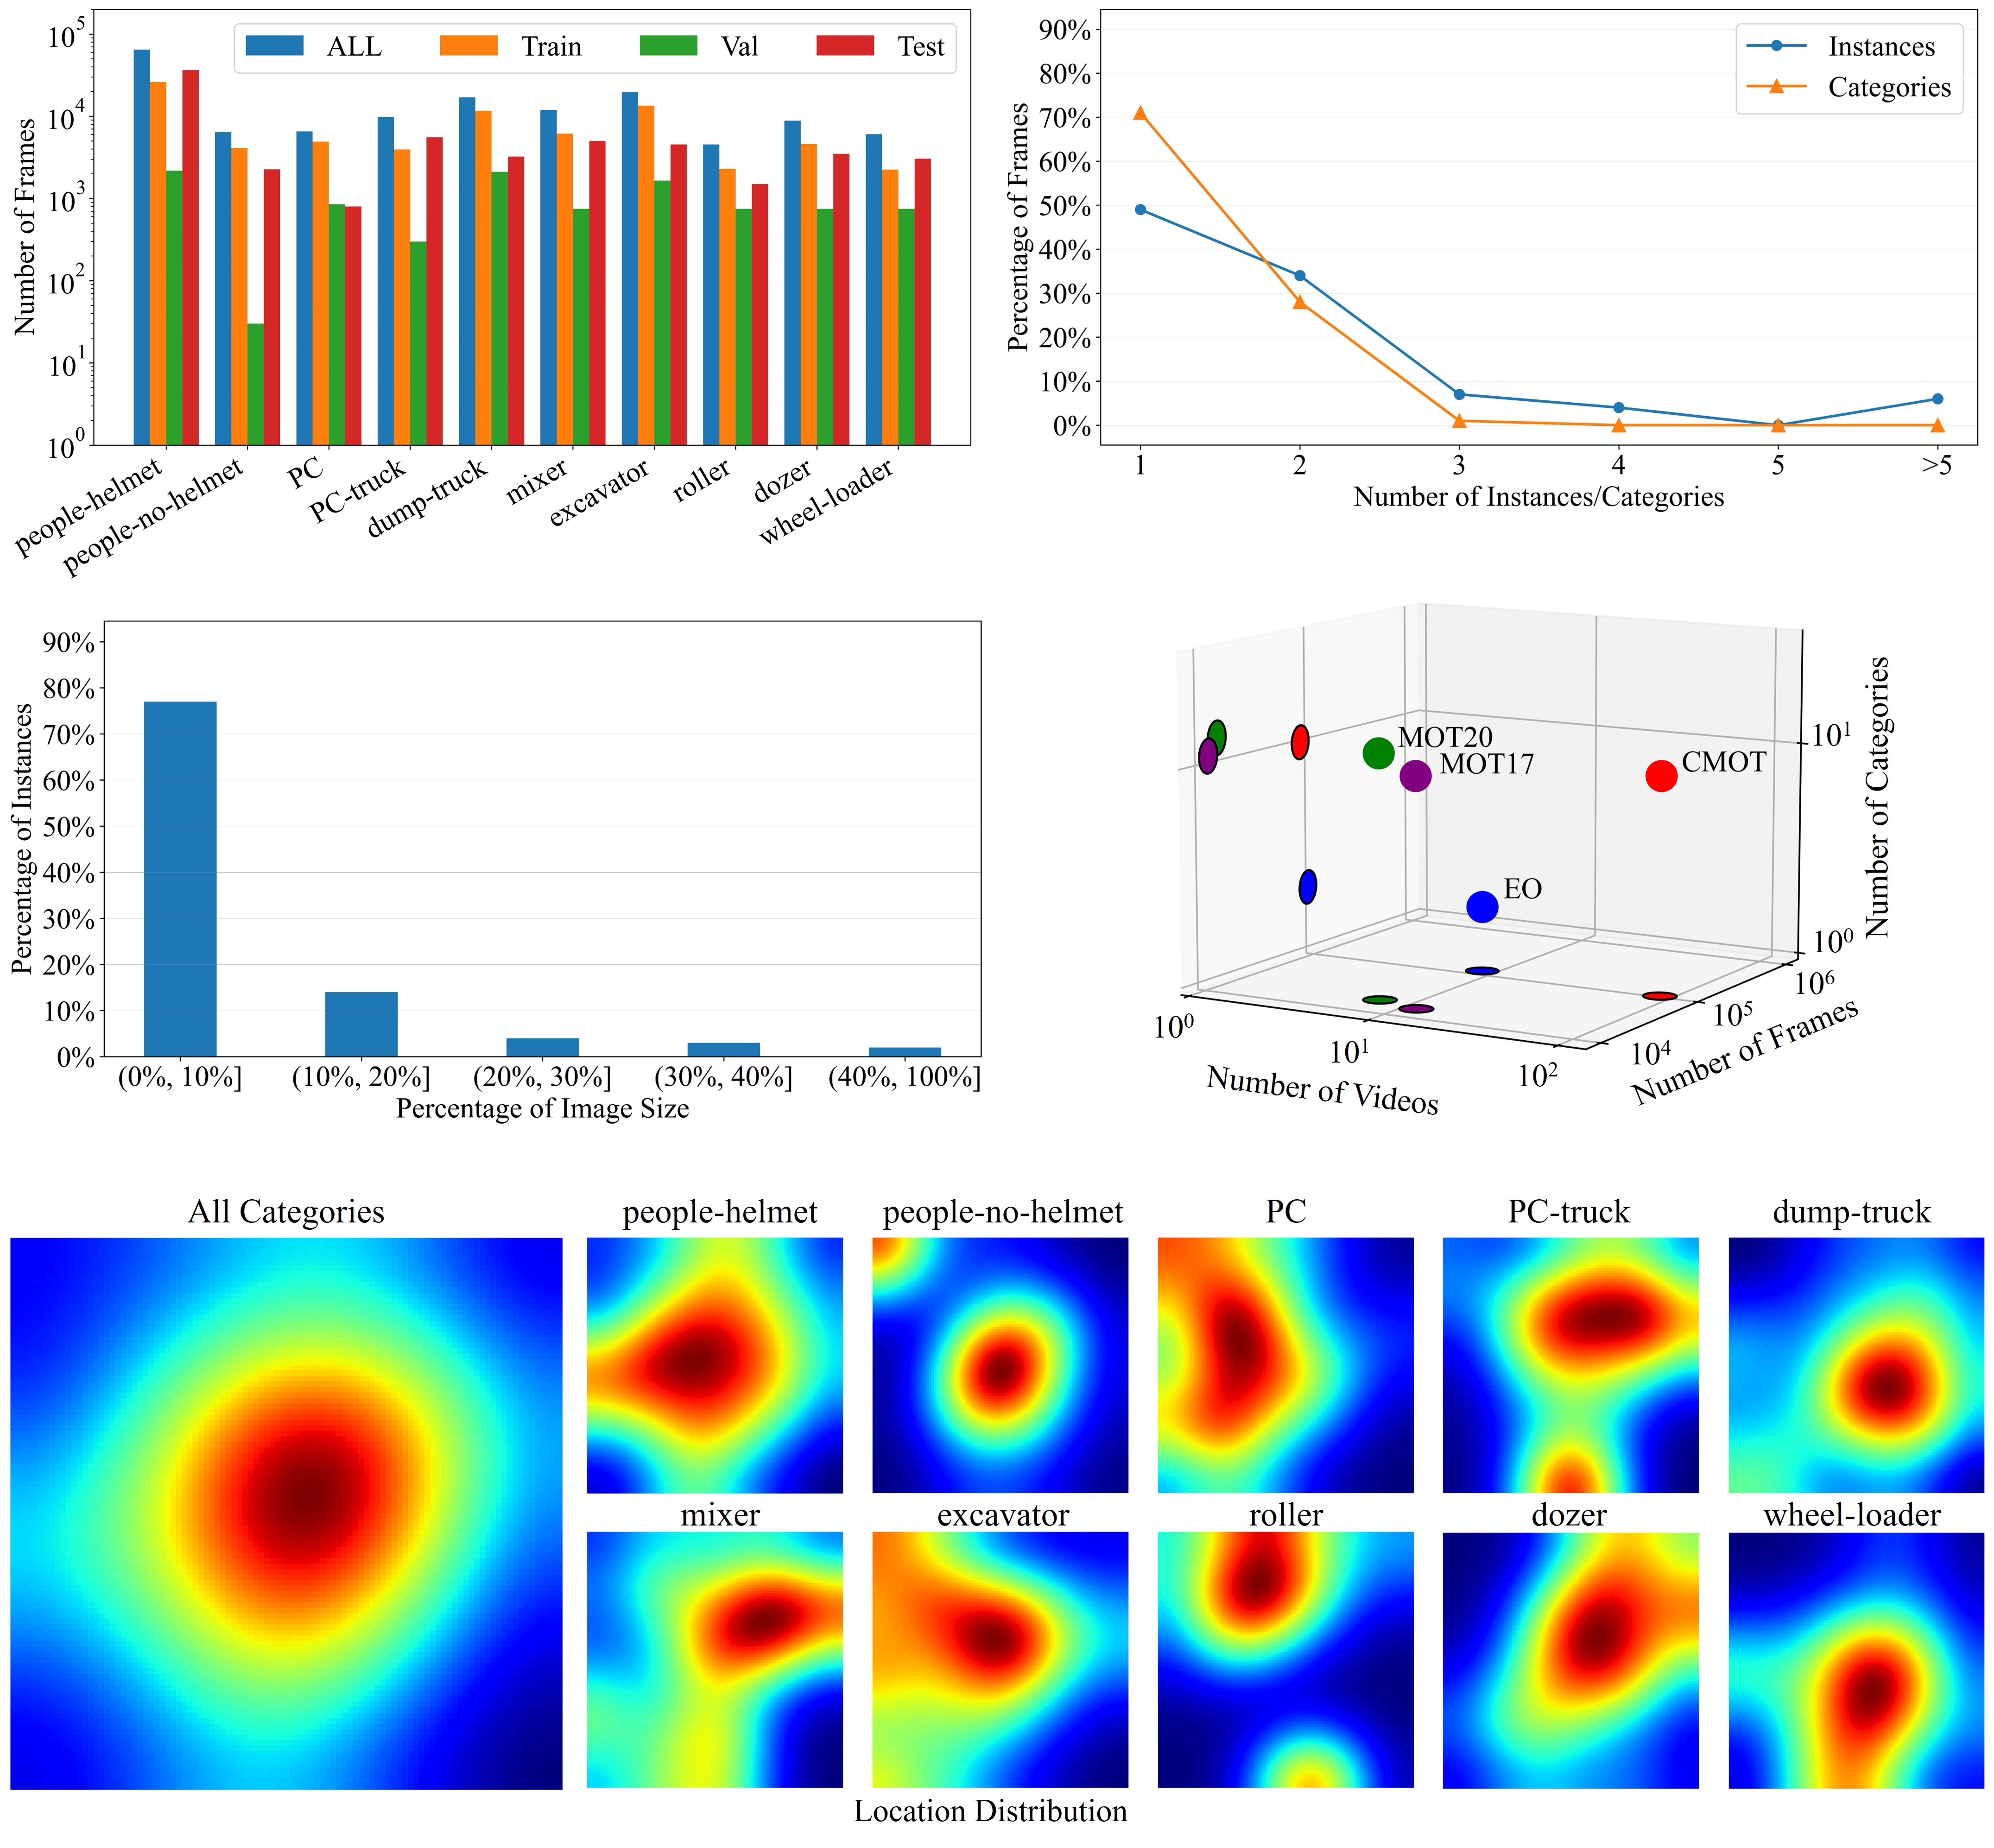 ALL Train Val Test
10^5
10^4
10^3
10^2
10^1
10^0
Number of Frames
people-helmet
people-no-helmet
PC
PC-truck
dump-truck
mixer
excavator
roller
dozer
wheel-loader
Instances
Categories
90%
80%
70%
60%
50%
40%
30%
20%
10%
0%
Percentage of Frames
1 2 3 4 5 >5
Number of Instances/Categories
90%
80%
70%
60%
50%
40%
30%
20%
10%
0%
Percentage of Instances
(0%, 10%] (10%, 20%] (20%, 30%] (30%, 40%] (40%, 100%]
Percentage of Image Size
MOT20
MOT17
CMOT
EO
10^1
10^0
Number of Categories
10^6
10^5
10^4
Number of Frames
10^0
10^1
10^2
Number of Videos
All Categories
people-helmet
people-no-helmet
PC
PC-truck
dump-truck
mixer
excavator
roller
dozer
wheel-loader
Location Distribution